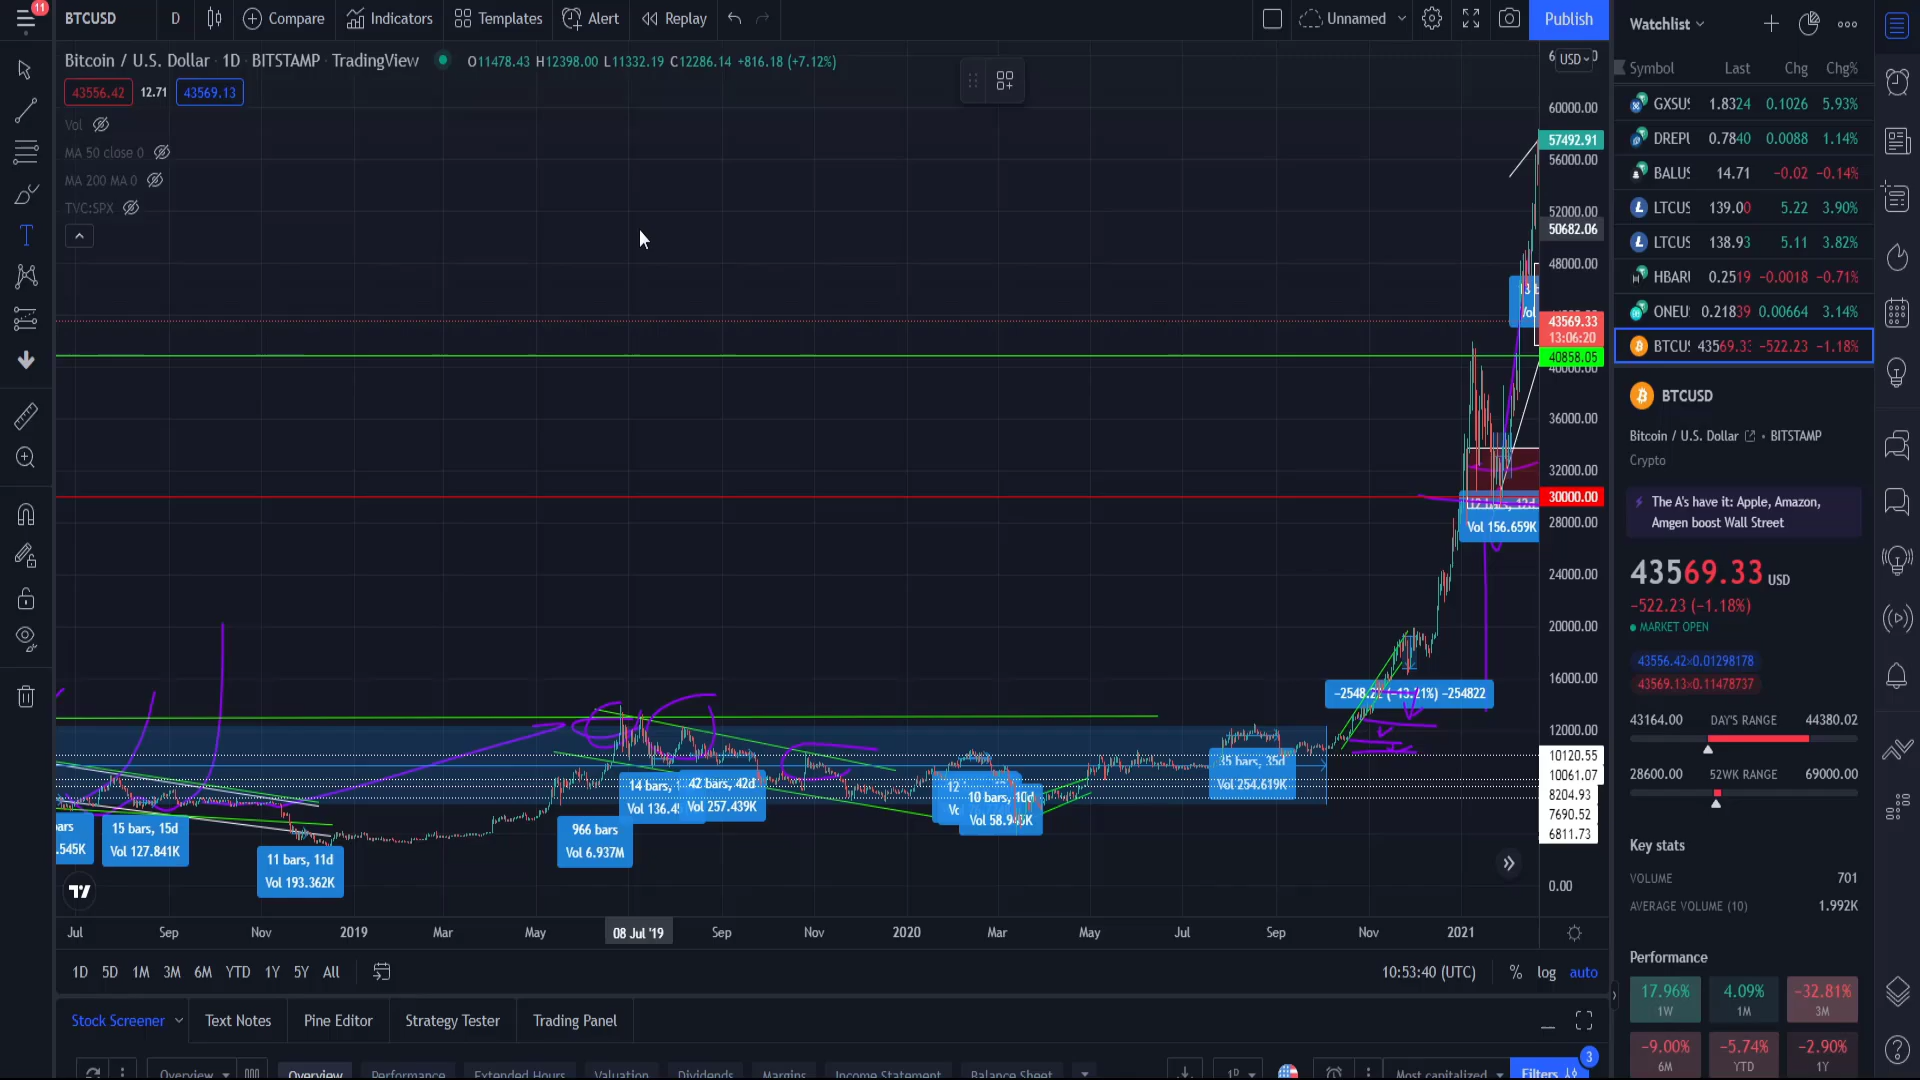 11
BTCUSD D Compare Indicators Templates Alert Replay Unnamed Publish
Bitcoin / U.S. Dollar · 1D · BITSTAMP · TradingView O11478.43 H12398.00 L11332.19 C12286.14 +816.18 (+7.12%)
43556.42 12.71 43569.13
Vol
MA 50 close 0
MA 200 MA 0
TVC:SPX
USD
60000.00
57492.91
56000.00
52000.00
50682.06
48000.00
43569.33
13:06:20
40858.05
40000.00
36000.00
32000.00
30000.00
28000.00
24000.00
20000.00
16000.00
12000.00
10120.55
10061.07
8204.93
7690.52
6811.73
0.00
Vol
Vol 156.659K
−2548.22 (−13.21%) −254822
35 bars, 35d
Vol 254.619K
10 bars, 10d
Vol 58.949K
14 bars,
Vol 136.4
42 bars, 42d
Vol 257.439K
966 bars
Vol 6.937M
11 bars, 11d
Vol 193.362K
15 bars, 15d
Vol 127.841K
bars
.545K
Jul Sep Nov 2019 Mar May 08 Jul '19 Sep Nov 2020 Mar May Jul Sep Nov 2021
1D 5D 1M 3M 6M YTD 1Y 5Y All 10:53:40 (UTC) % log auto
Stock Screener Text Notes Pine Editor Strategy Tester Trading Panel
Overview Overview Performance Extended Hours Valuation Dividends Margins Income Statement Balance Sheet 1D Most capitalized Filters 3
Watchlist
Symbol Last Chg Chg%
GXSUS 1.8324 0.1026 5.93%
DREPU 0.7840 0.0088 1.14%
BALUS 14.71 −0.02 −0.14%
LTCUS 139.00 5.22 3.90%
LTCUS 138.93 5.11 3.82%
HBARU 0.2519 −0.0018 −0.71%
ONEU 0.21839 0.00664 3.14%
BTCUS 43569.33 −522.23 −1.18%
BTCUSD
Bitcoin / U.S. Dollar · BITSTAMP
Crypto
The A's have it: Apple, Amazon,
Amgen boost Wall Street
43569.33 USD
−522.23 (−1.18%)
MARKET OPEN
43556.42×0.01298178
43569.13×0.11478737
43164.00 DAY'S RANGE 44380.02
28600.00 52WK RANGE 69000.00
Key stats
VOLUME 701
AVERAGE VOLUME (10) 1.992K
Performance
17.96% 4.09% −32.81%
1W 1M 3M
−9.00% −5.74% −2.90%
6M YTD 1Y